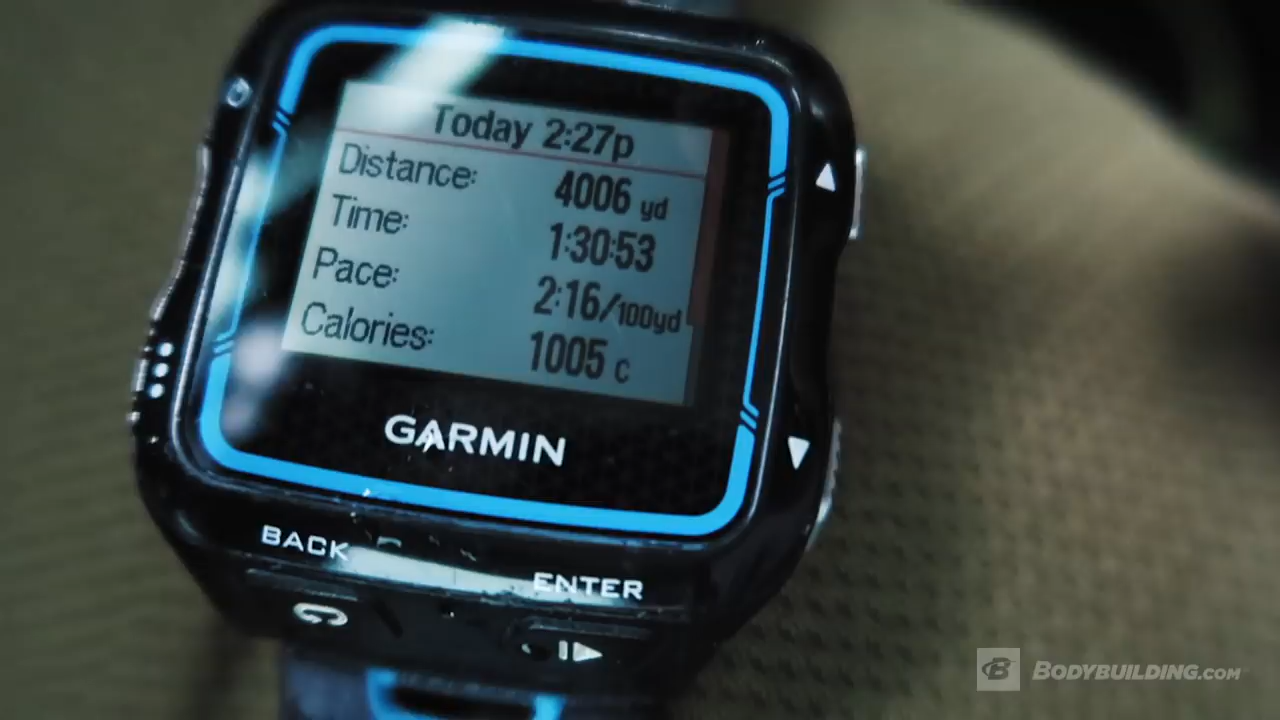 Today 2:27p
Distance: 4006 yd
Time: 1:30:53
Pace: 2:16/100yd
Calories: 1005 c
GARMIN
BACK
ENTER
B BODYBUILDING.COM